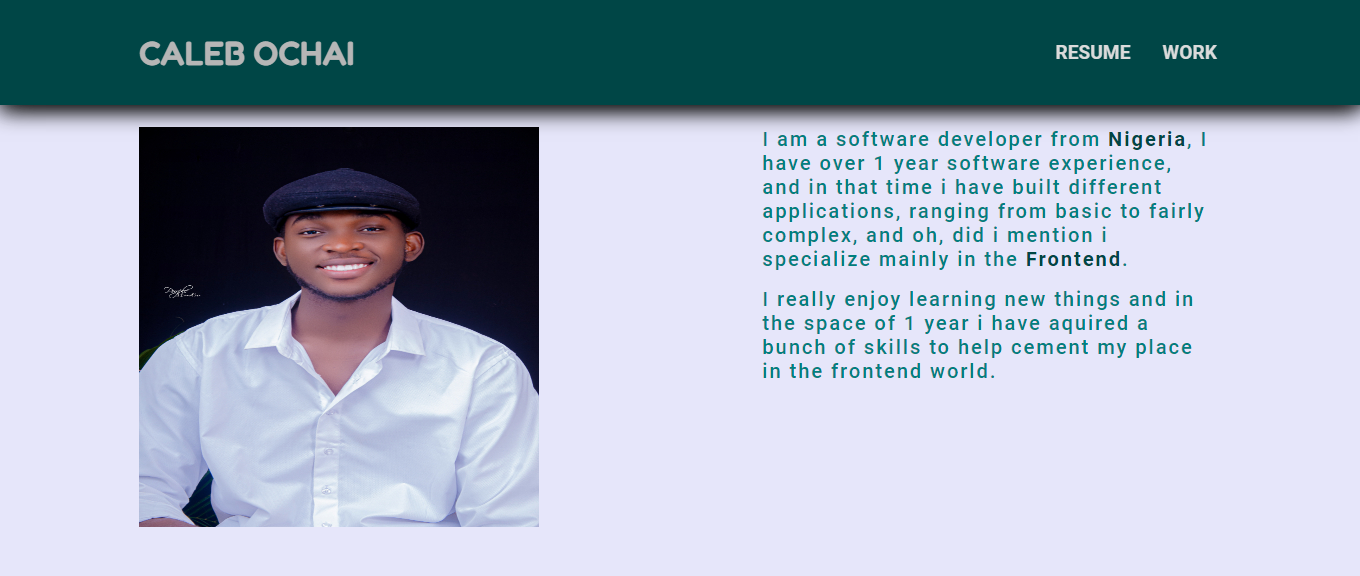 CALEB OCHAI
RESUME WORK
I am a software developer from Nigeria, I
have over 1 year software experience,
and in that time i have built different
applications, ranging from basic to fairly
complex, and oh, did i mention i
specialize mainly in the Frontend.
I really enjoy learning new things and in
the space of 1 year i have aquired a
bunch of skills to help cement my place
in the frontend world.